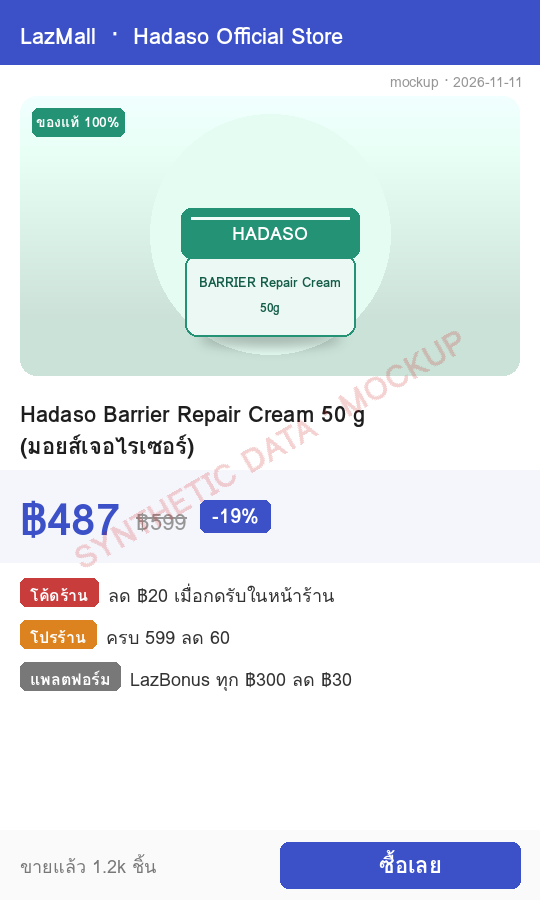 LazMall · Hadaso Official Store
mockup · 2026-11-11
ของแท้ 100%
HADASO
BARRIER Repair Cream
50g
SYNTHETIC DATA · MOCKUP
Hadaso Barrier Repair Cream 50 g
(มอยส์เจอไรเซอร์)
฿487 ฿599 -19%
โค้ดร้าน ลด ฿20 เมื่อกดรับในหน้าร้าน
โปรร้าน ครบ 599 ลด 60
แพลตฟอร์ม LazBonus ทุก ฿300 ลด ฿30
ขายแล้ว 1.2k ชิ้น ซื้อเลย